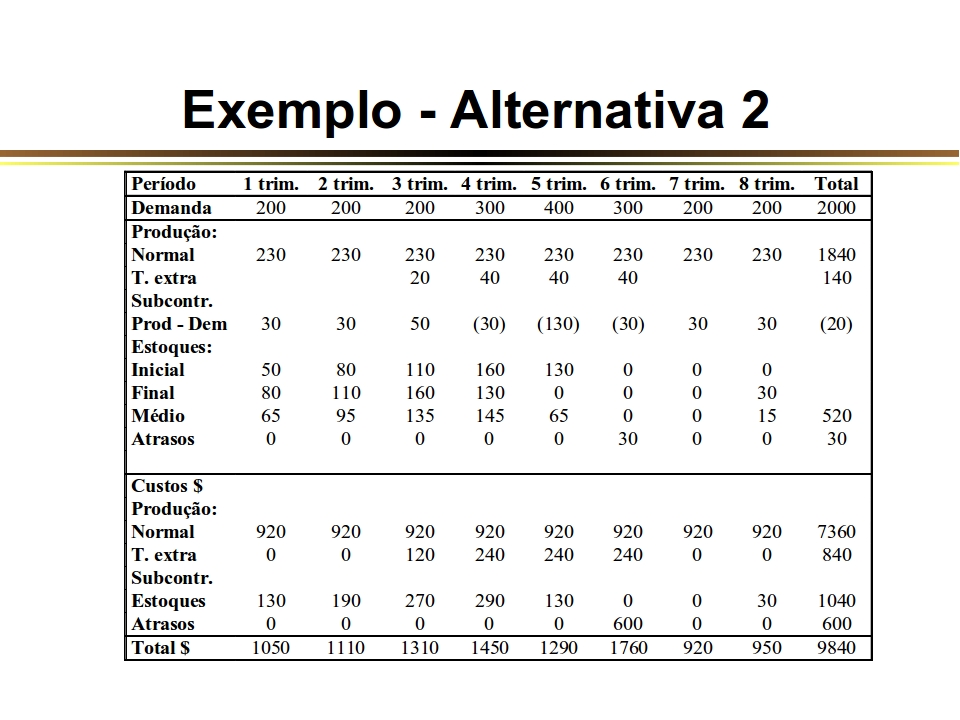 Exemplo - Alternativa 2
Período 1 trim. 2 trim. 3 trim. 4 trim. 5 trim. 6 trim. 7 trim. 8 trim. Total
Demanda 200 200 200 300 400 300 200 200 2000
Produção:
Normal 230 230 230 230 230 230 230 230 1840
T. extra 20 40 40 40 140
Subcontr.
Prod - Dem 30 30 50 (30) (130) (30) 30 30 (20)
Estoques:
Inicial 50 80 110 160 130 0 0 0
Final 80 110 160 130 0 0 0 30
Médio 65 95 135 145 65 0 0 15 520
Atrasos 0 0 0 0 0 30 0 0 30
Custos $
Produção:
Normal 920 920 920 920 920 920 920 920 7360
T. extra 0 0 120 240 240 240 0 0 840
Subcontr.
Estoques 130 190 270 290 130 0 0 30 1040
Atrasos 0 0 0 0 0 600 0 0 600
Total $ 1050 1110 1310 1450 1290 1760 920 950 9840